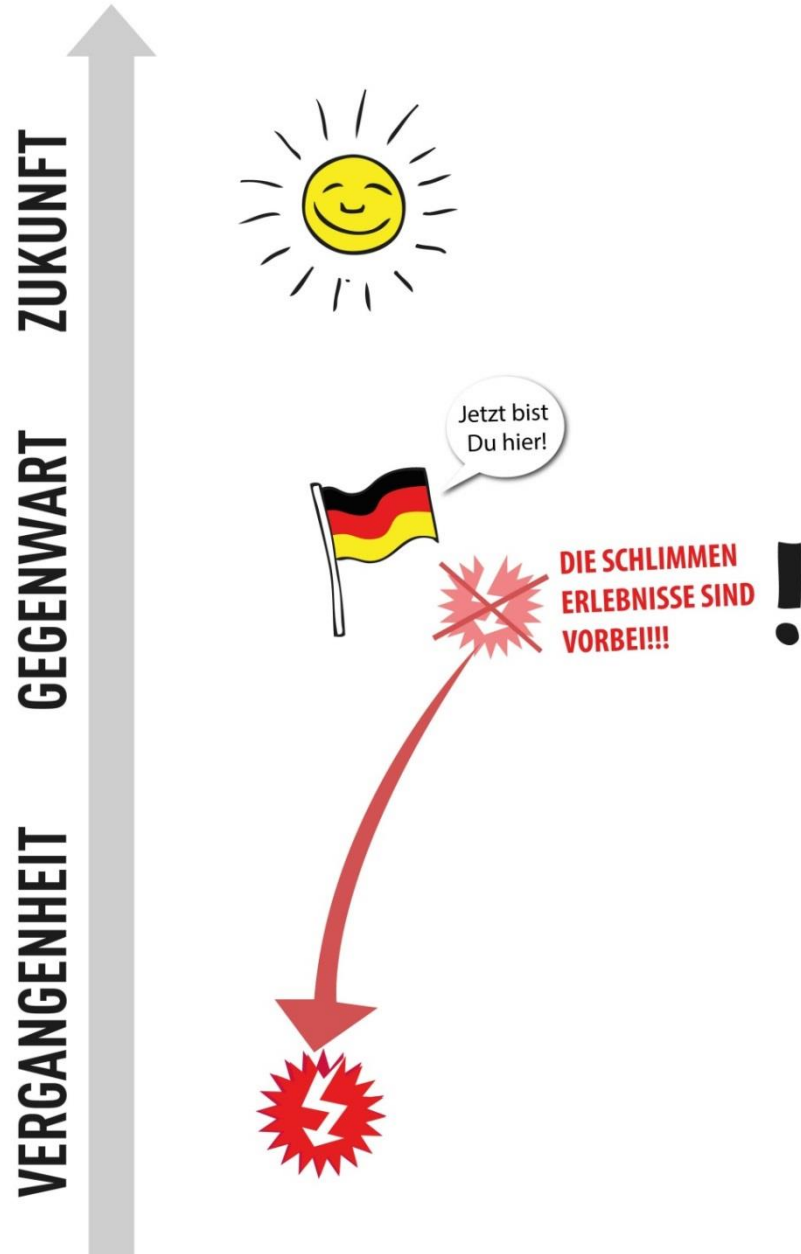 ZUKUNFT
Jetzt bist
Du hier!
GEGENWART
DIE SCHLIMMEN
ERLEBNISSE SIND
VORBEI!!!
!
VERGANGENHEIT